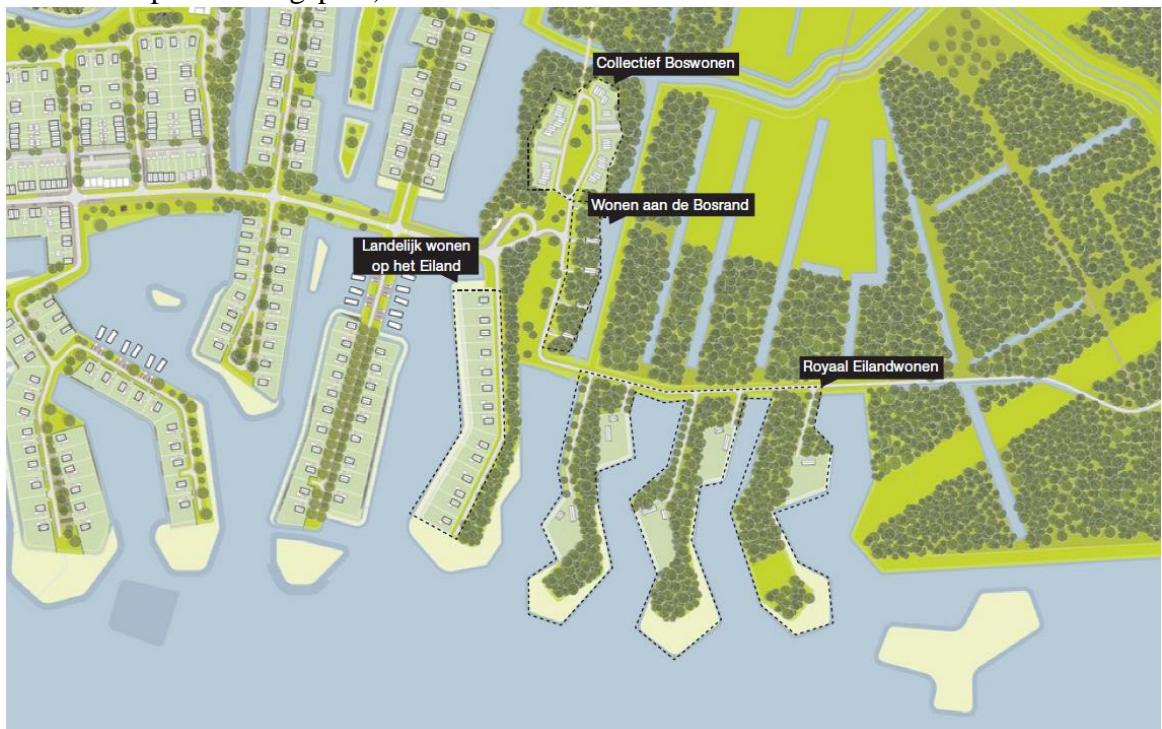 Collectief Boswonen
Wonen aan de Bosrand
Landelijk wonen
op het Eiland
Royaal Eilandwonen